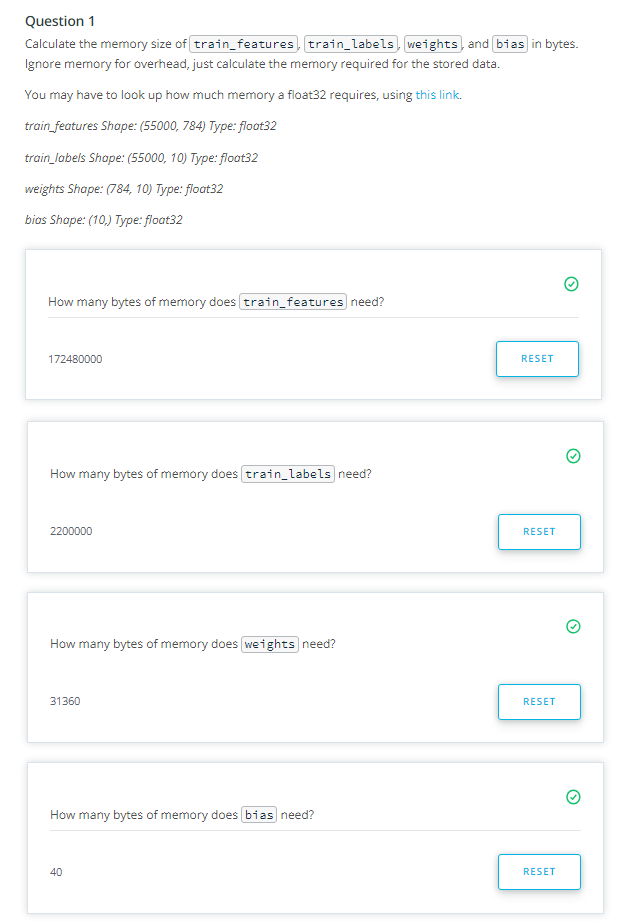 Question 1
Calculate the memory size of train_features, train_labels, weights, and bias in bytes.
Ignore memory for overhead, just calculate the memory required for the stored data.
You may have to look up how much memory a float32 requires, using this link.
train_features Shape: (55000, 784) Type: float32
train_labels Shape: (55000, 10) Type: float32
weights Shape: (784, 10) Type: float32
bias Shape: (10,) Type: float32
How many bytes of memory does train_features need?
172480000
RESET
How many bytes of memory does train_labels need?
2200000
RESET
How many bytes of memory does weights need?
31360
RESET
How many bytes of memory does bias need?
40
RESET